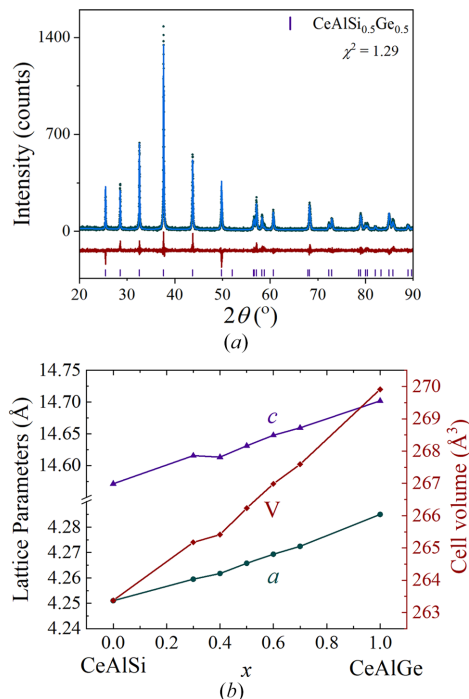 CeAlSi0.5Ge0.5
χ2 = 1.29
Intensity (counts)
1400
700
0
20 30 40 50 60 70 80 90
2θ (°)
(a)
Lattice Parameters (Å)
14.75
14.70
14.65
14.60
4.28
4.27
4.26
4.25
4.24
c
V
a
270
269
268
267
266
265
264
263
Cell volume (Å3)
0.0 0.2 0.4 0.6 0.8 1.0
CeAlSi x CeAlGe
(b)